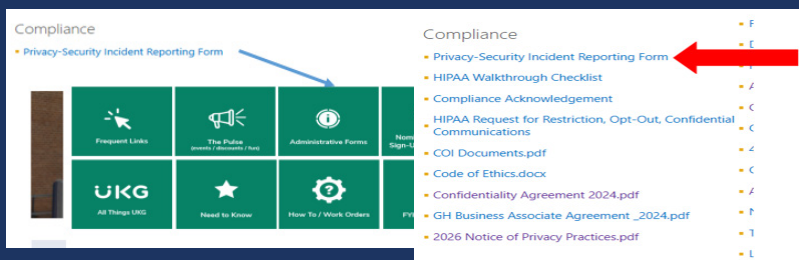 Compliance
• Privacy-Security Incident Reporting Form
Frequent Links
The Pulse
(events / discounts / fun)
Administrative Forms
Sign-U
UKG
All Things UKG
Need to Know
How To / Work Orders
FYI
Compliance
• Privacy-Security Incident Reporting Form
• HIPAA Walkthrough Checklist
• Compliance Acknowledgement
• HIPAA Request for Restriction, Opt-Out, Confidential
Communications
• COI Documents.pdf
• Code of Ethics.docx
• Confidentiality Agreement 2024.pdf
• GH Business Associate Agreement _2024.pdf
• 2026 Notice of Privacy Practices.pdf